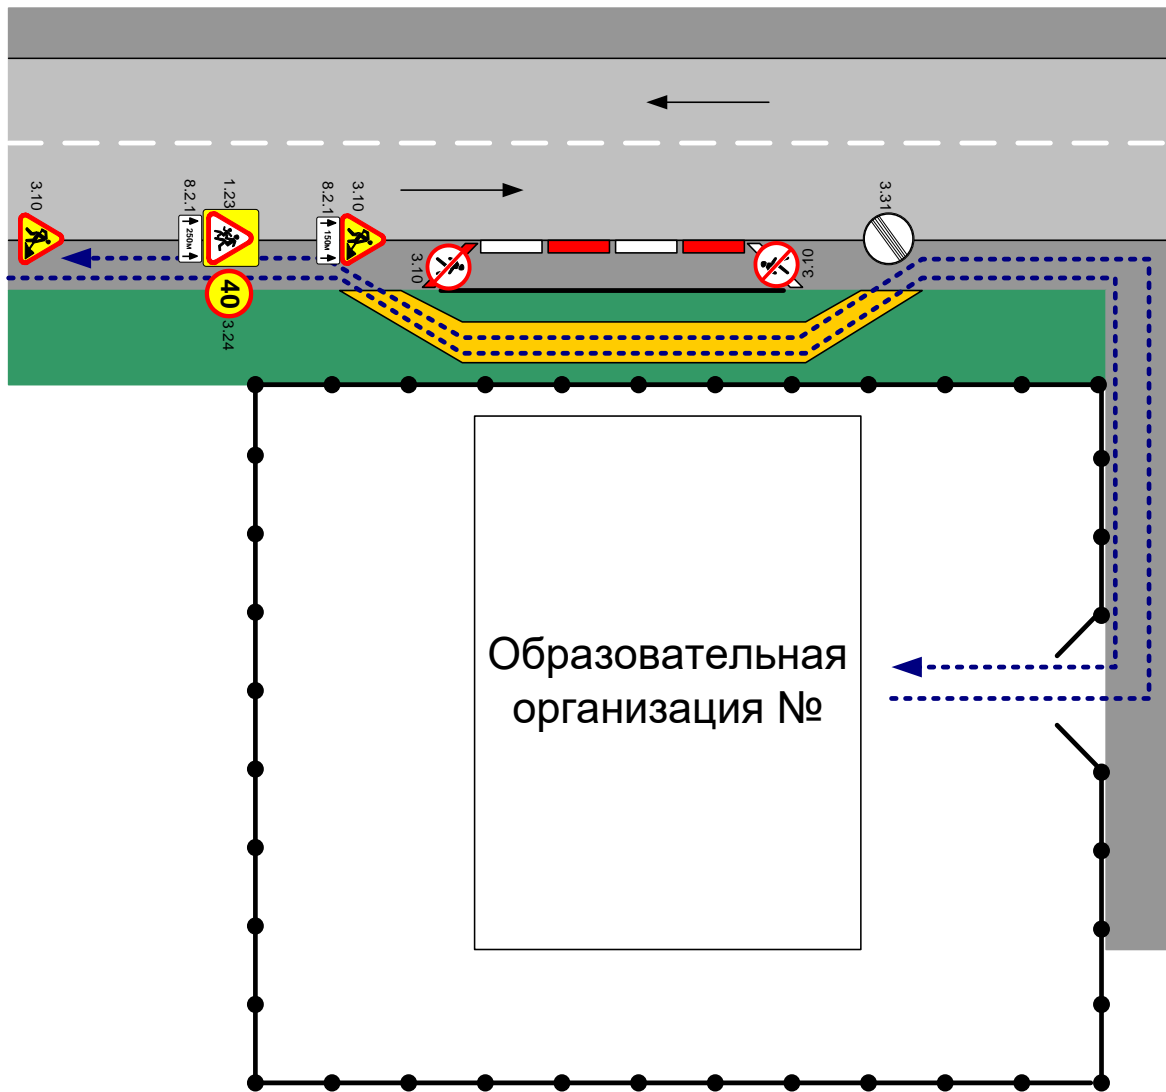 3.10
8.2.1
1.23
8.2.1
3.10
3.31
250м
150м
3.10
3.10
40
3.24
Образовательная
организация №